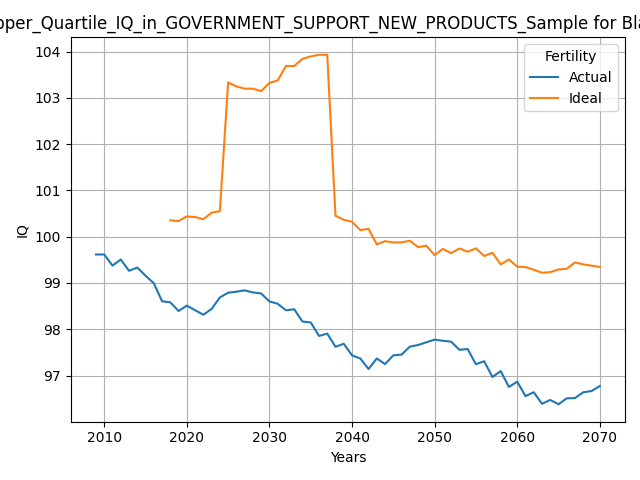 pper_Quartile_IQ_in_GOVERNMENT_SUPPORT_NEW_PRODUCTS_Sample for Bla
Fertility
Actual
Ideal
104
103
102
101
100
99
98
97
IQ
2010
2020
2030
2040
2050
2060
2070
Years